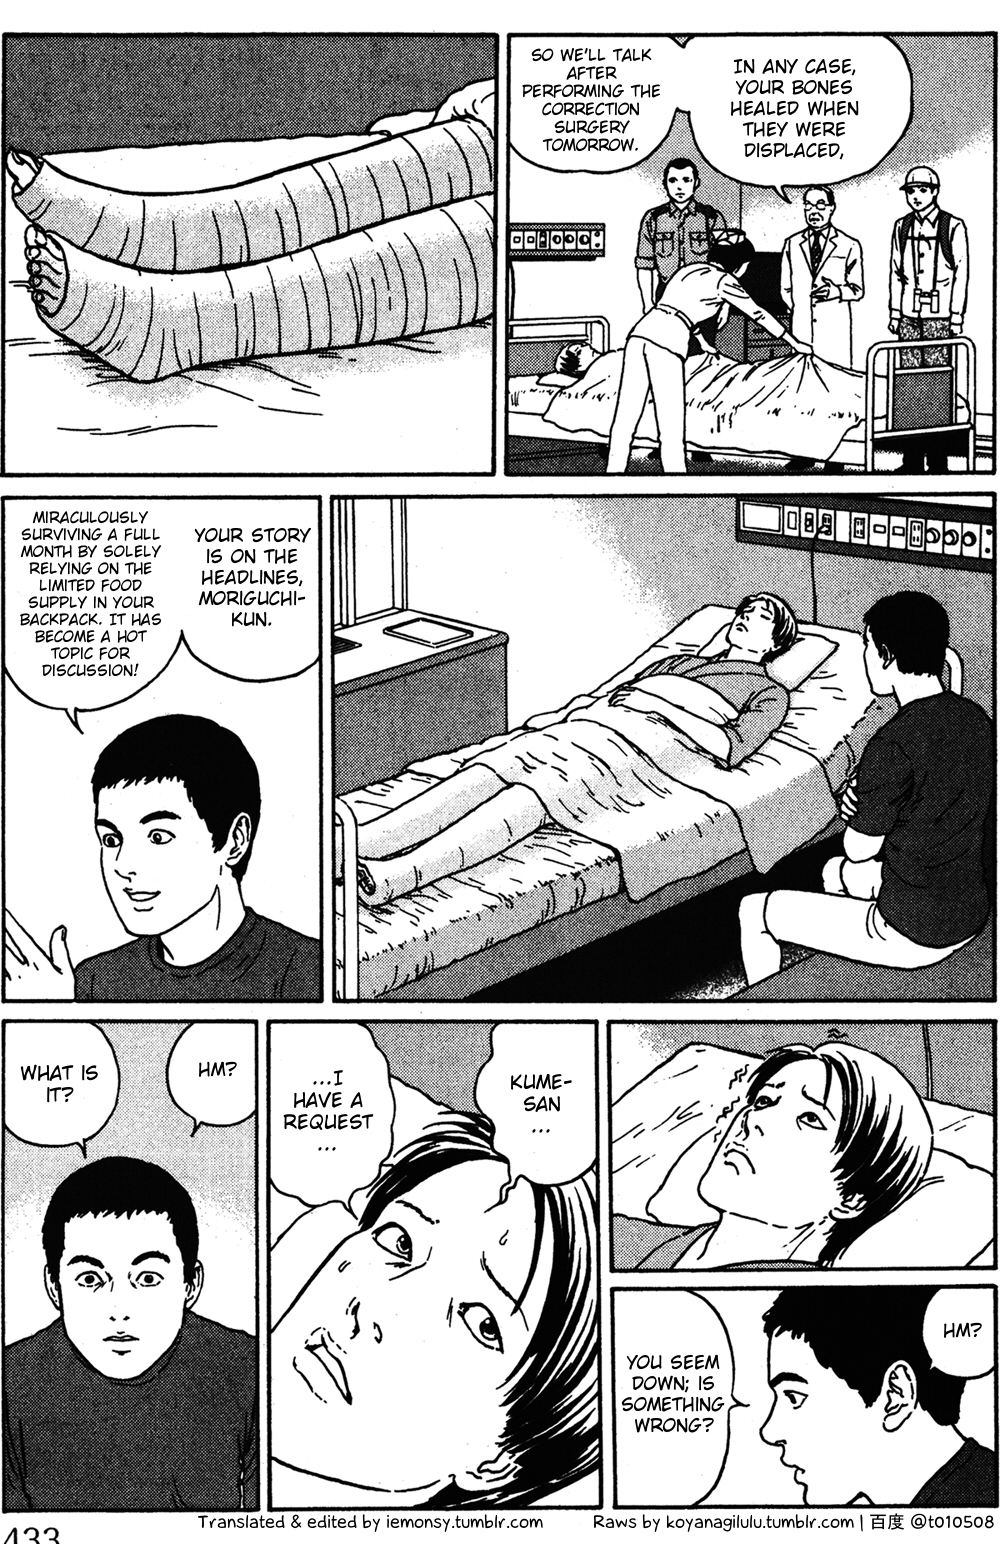 IN ANY CASE,
YOUR BONES
HEALED WHEN
THEY WERE
DISPLACED,
SO WE'LL TALK
AFTER
PERFORMING THE
CORRECTION
SURGERY
TOMORROW.
YOUR STORY
IS ON THE
HEADLINES,
MORIGUCHI-
KUN.
MIRACULOUSLY
SURVIVING A FULL
MONTH BY SOLELY
RELYING ON THE
LIMITED FOOD
SUPPLY IN YOUR
BACKPACK. IT HAS
BECOME A HOT
TOPIC FOR
DISCUSSION!
HM?
YOU SEEM
DOWN; IS
SOMETHING
WRONG?
KUME-
SAN
...
...I
HAVE A
REQUEST
...
HM?
WHAT IS
IT?
433
Translated & edited by iemonsy.tumblr.com
Raws by koyanagilulu.tumblr.com | 百度 @t010508